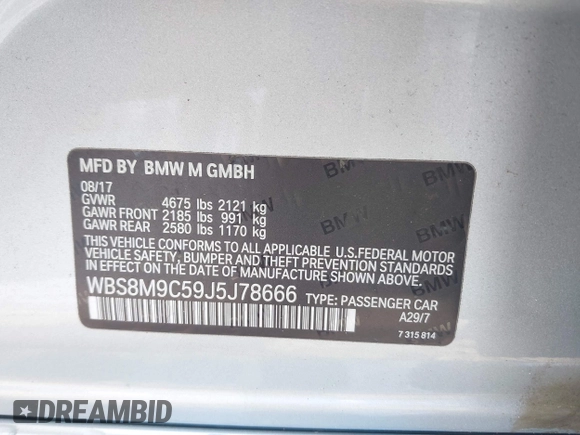 MFD BY BMW M GMBH
08/17
GVWR 4675 lbs 2121 kg
GAWR FRONT 2185 lbs 991 kg
GAWR REAR 2580 lbs 1170 kg
THIS VEHICLE CONFORMS TO ALL APPLICABLE U.S.FEDERAL MOTOR
VEHICLE SAFETY, BUMPER, AND THEFT PREVENTION STANDARDS
IN EFFECT ON THE DATE OF MANUFACTURE SHOWN ABOVE.
WBS8M9C59J5J78666 TYPE: PASSENGER CAR
A29/7
7 315 814
DREAMBID